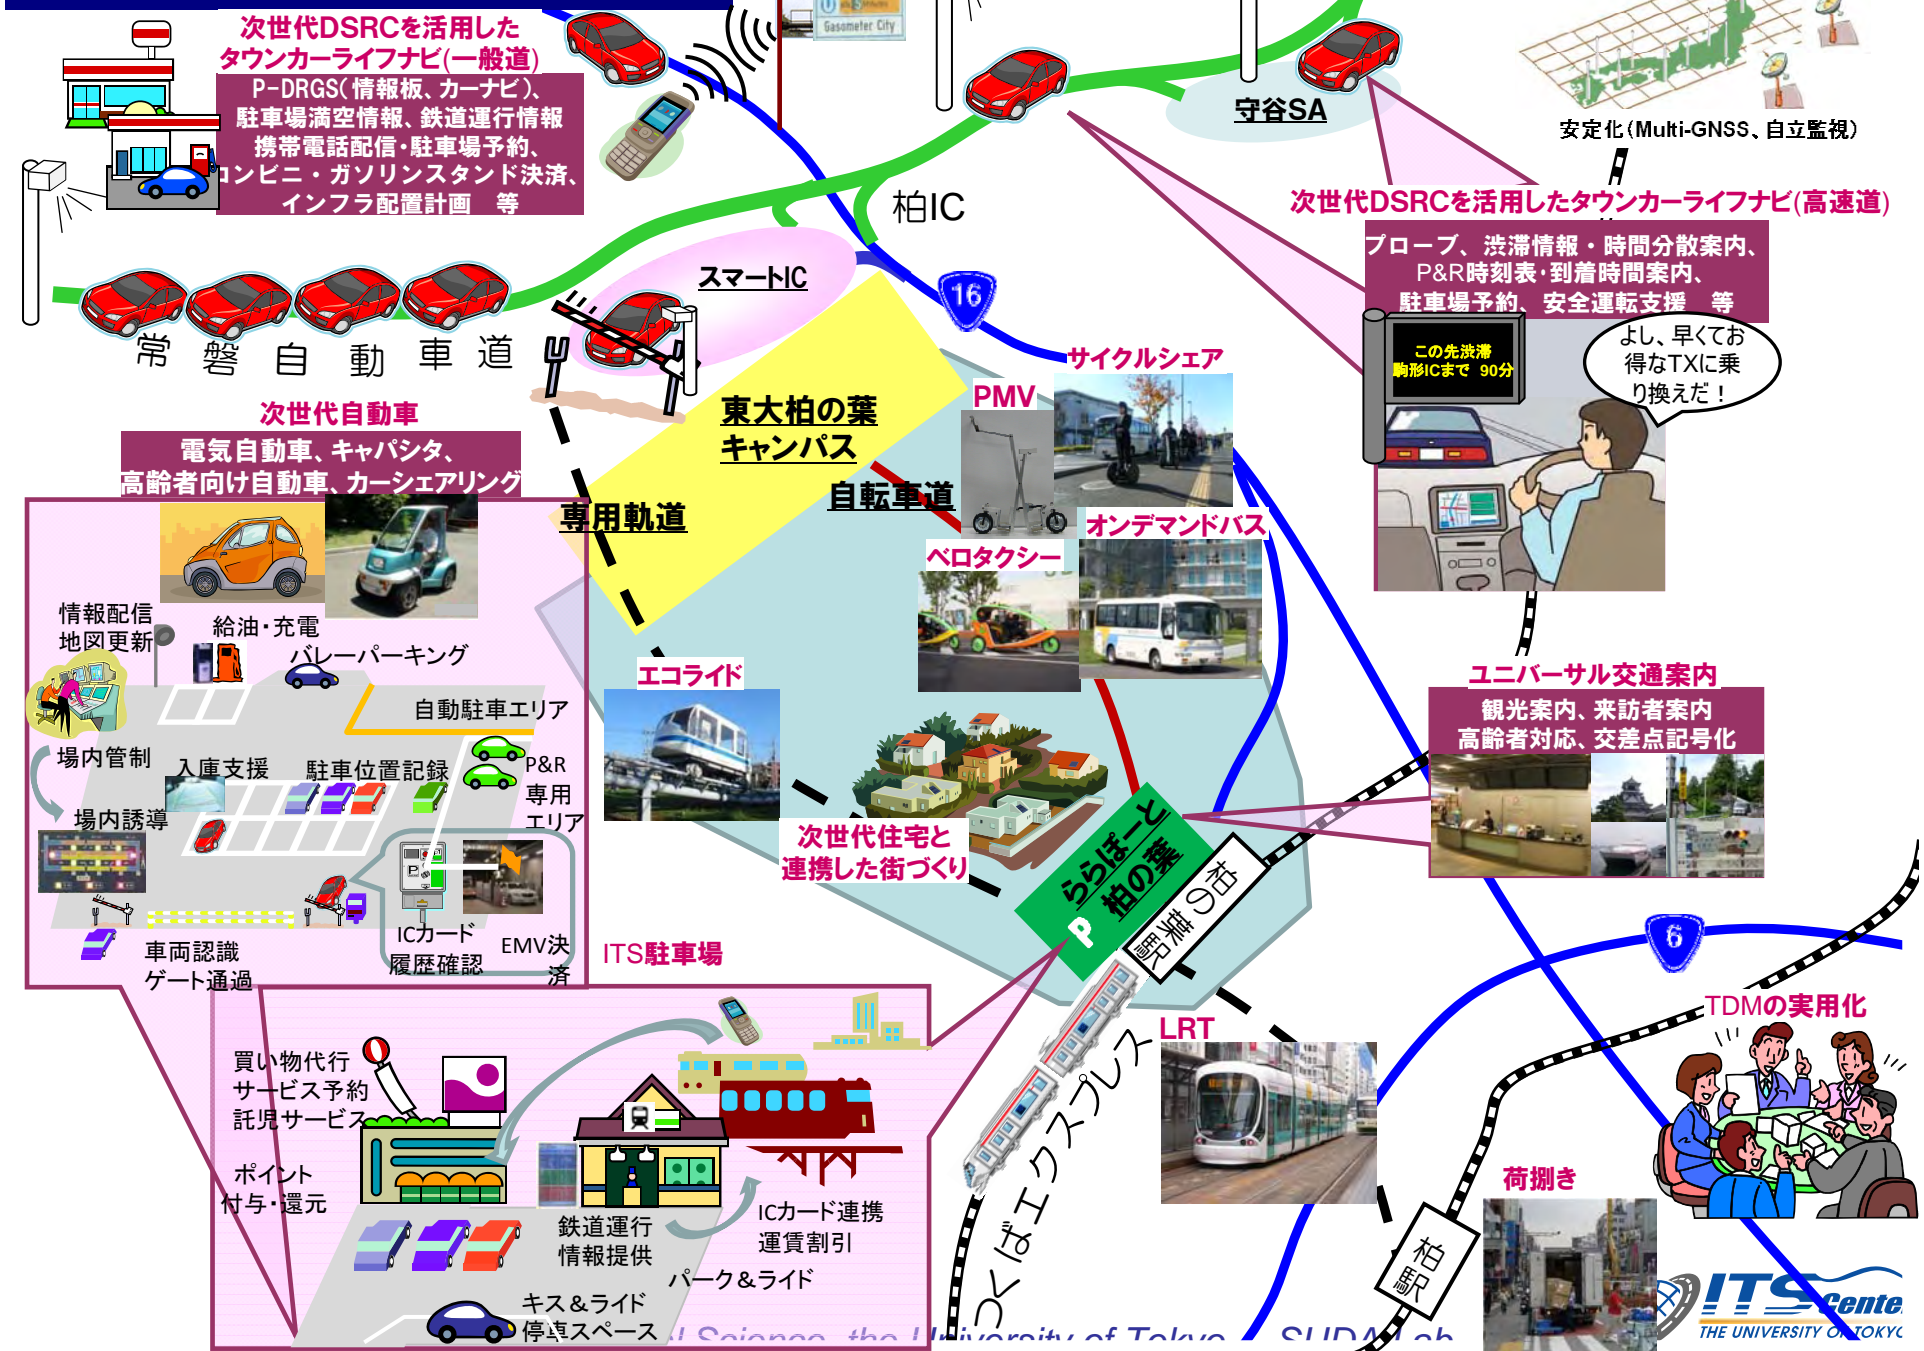 Gasometer City
次世代DSRCを活用した
タウンカーライフナビ(一般道)
P-DRGS(情報板、カーナビ)、
駐車場満空情報、鉄道運行情報
携帯電話配信・駐車場予約、
コンビニ・ガソリンスタンド決済、
インフラ配置計画　等
守谷SA
安定化(Multi-GNSS、自立監視)
柏IC
次世代DSRCを活用したタウンカーライフナビ(高速道)
プローブ、渋滞情報・時間分散案内、
P&R時刻表・到着時間案内、
駐車場予約、安全運転支援　等
スマートIC
16
常磐自動車道
この先渋滞
駒形ICまで 90分
よし、早くてお
得なTXに乗
り換えだ！
サイクルシェア
PMV
東大柏の葉
キャンパス
次世代自動車
電気自動車、キャパシタ、
高齢者向け自動車、カーシェアリング
自転車道
専用軌道
オンデマンドバス
ベロタクシー
情報配信
地図更新
給油・充電
バレーパーキング
エコライド
ユニバーサル交通案内
観光案内、来訪者案内
高齢者対応、交差点記号化
自動駐車エリア
場内管制
入庫支援
駐車位置記録
P&R
専用
エリア
場内誘導
P
次世代住宅と
連携した街づくり
ららぽーと
柏の葉
P
柏の葉駅
ICカード
履歴確認
EMV決
済
車両認識
ゲート通過
ITS駐車場
6
TDMの実用化
LRT
つくばエクスプレス
買い物代行
サービス予約
託児サービス
ポイント
付与・還元
鉄道運行
情報提供
ICカード連携
運賃割引
パーク＆ライド
キス＆ライド
停車スペース
荷捌き
柏駅
Science, the University of Tokyo
SUDA Lab
ITS Cente
THE UNIVERSITY OF TOKYO